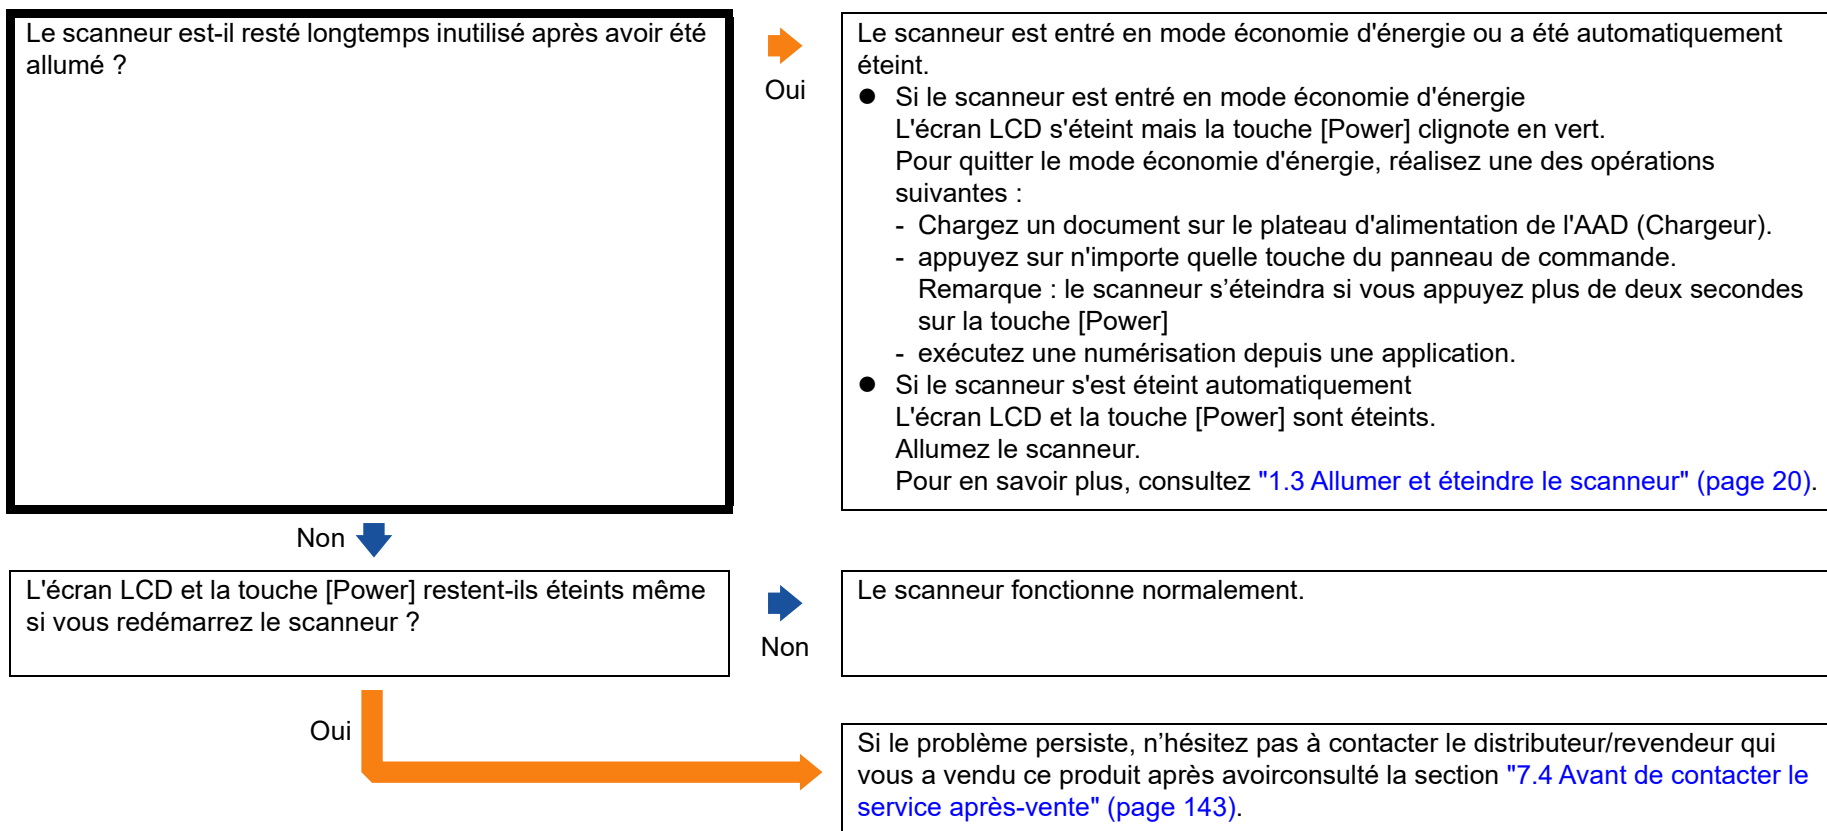 Le scanneur est-il resté longtemps inutilisé après avoir été
allumé ?
Oui
Le scanneur est entré en mode économie d'énergie ou a été automatiquement
éteint.
● Si le scanneur est entré en mode économie d'énergie
L'écran LCD s'éteint mais la touche [Power] clignote en vert.
Pour quitter le mode économie d'énergie, réalisez une des opérations
suivantes :
- Chargez un document sur le plateau d'alimentation de l'AAD (Chargeur).
- appuyez sur n'importe quelle touche du panneau de commande.
Remarque : le scanneur s’éteindra si vous appuyez plus de deux secondes
sur la touche [Power]
- exécutez une numérisation depuis une application.
● Si le scanneur s'est éteint automatiquement
L'écran LCD et la touche [Power] sont éteints.
Allumez le scanneur.
Pour en savoir plus, consultez "1.3 Allumer et éteindre le scanneur" (page 20).
Non
L'écran LCD et la touche [Power] restent-ils éteints même
si vous redémarrez le scanneur ?
Non
Le scanneur fonctionne normalement.
Oui
Si le problème persiste, n’hésitez pas à contacter le distributeur/revendeur qui
vous a vendu ce produit après avoirconsulté la section "7.4 Avant de contacter le
service après-vente" (page 143).